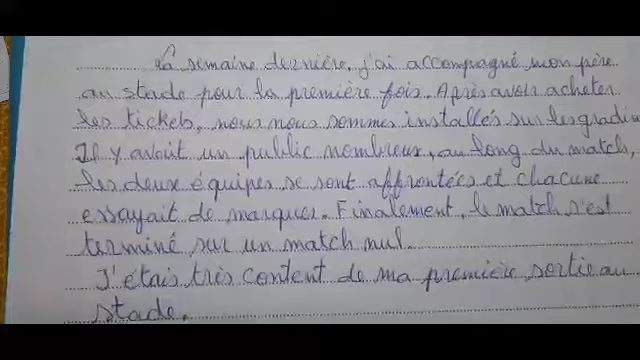 La semaine dernière, j'ai accompagné mon père
au stade pour la première fois. Après avoir acheter
les tickets, nous nous sommes installés sur les gradins
Il y avait un public nombreux, au long du match,
les deux équipes se sont affrontées et chacune
essayait de marquer. Finalement, le match s'est
terminé sur un match nul.
J'étais très content de ma première sortie au
stade.